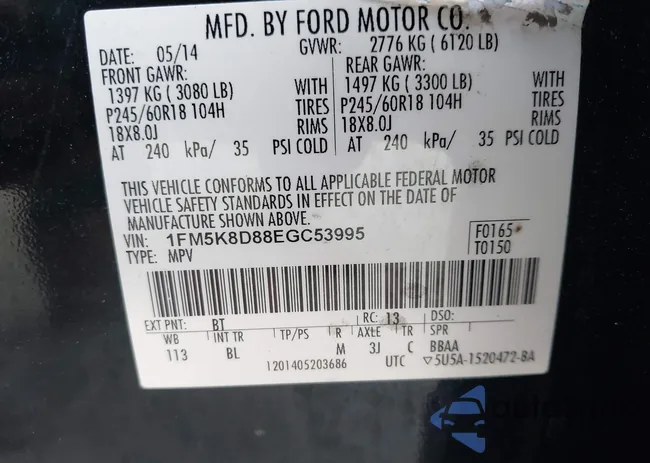 MFD. BY FORD MOTOR CO.
DATE: 05/14 GVWR: 2776 KG ( 6120 LB)
FRONT GAWR: REAR GAWR:
1397 KG ( 3080 LB) WITH 1497 KG ( 3300 LB) WITH
P245/60R18 104H TIRES P245/60R18 104H TIRES
18X8.0J RIMS 18X8.0J RIMS
AT 240 kPa/ 35 PSI COLD AT 240 kPa/ 35 PSI COLD
THIS VEHICLE CONFORMS TO ALL APPLICABLE FEDERAL MOTOR
VEHICLE SAFETY STANDARDS IN EFFECT ON THE DATE OF
MANUFACTURE SHOWN ABOVE.
VIN: 1FM5K8D88EGC53995 F0165
TYPE: MPV T0150
EXT PNT: BT RC: 13 DSO:
WB INT TR TP/PS R AXLE TR SPR
113 BL M 3J C BBAA
1201405203686 UTC ▽5U5A-1520472-BA